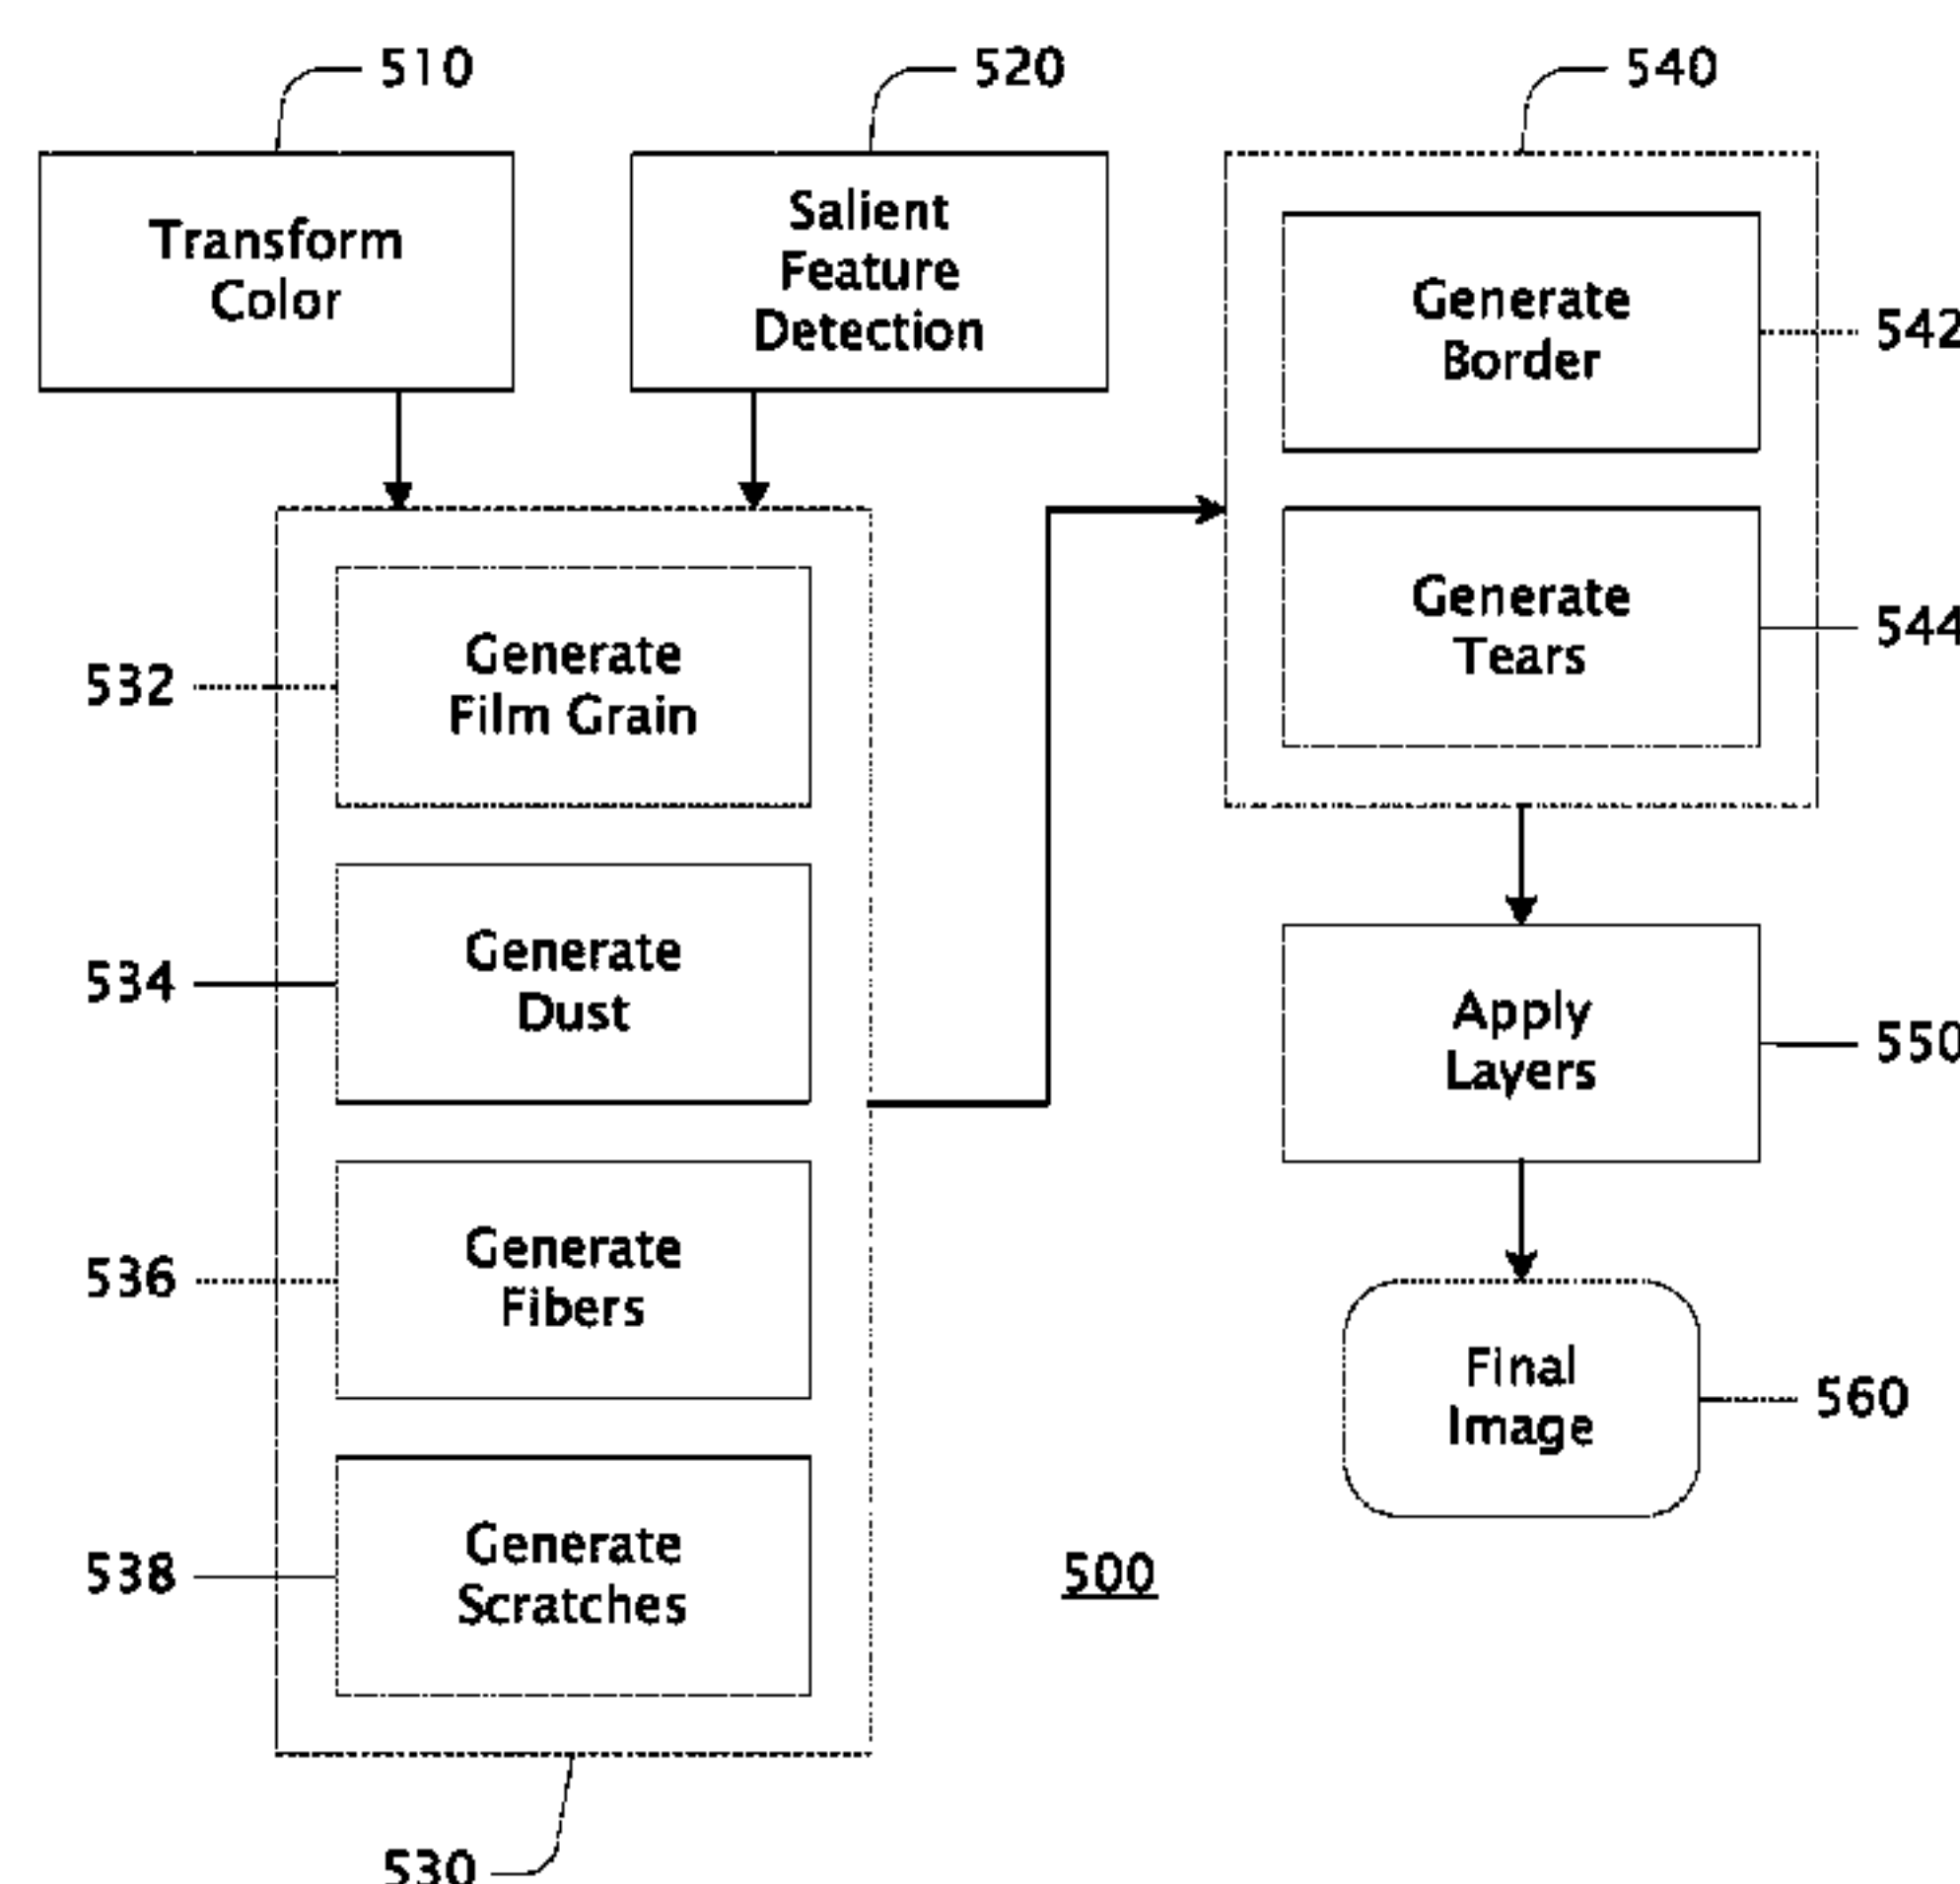 510
520
540
Transform
Color
Salient
Feature
Detection
Generate
Border
542
Generate
Tears
544
532
Generate
Film Grain
534
Generate
Dust
Apply
Layers
550
536
Generate
Fibers
Final
Image
560
538
Generate
Scratches
500
530